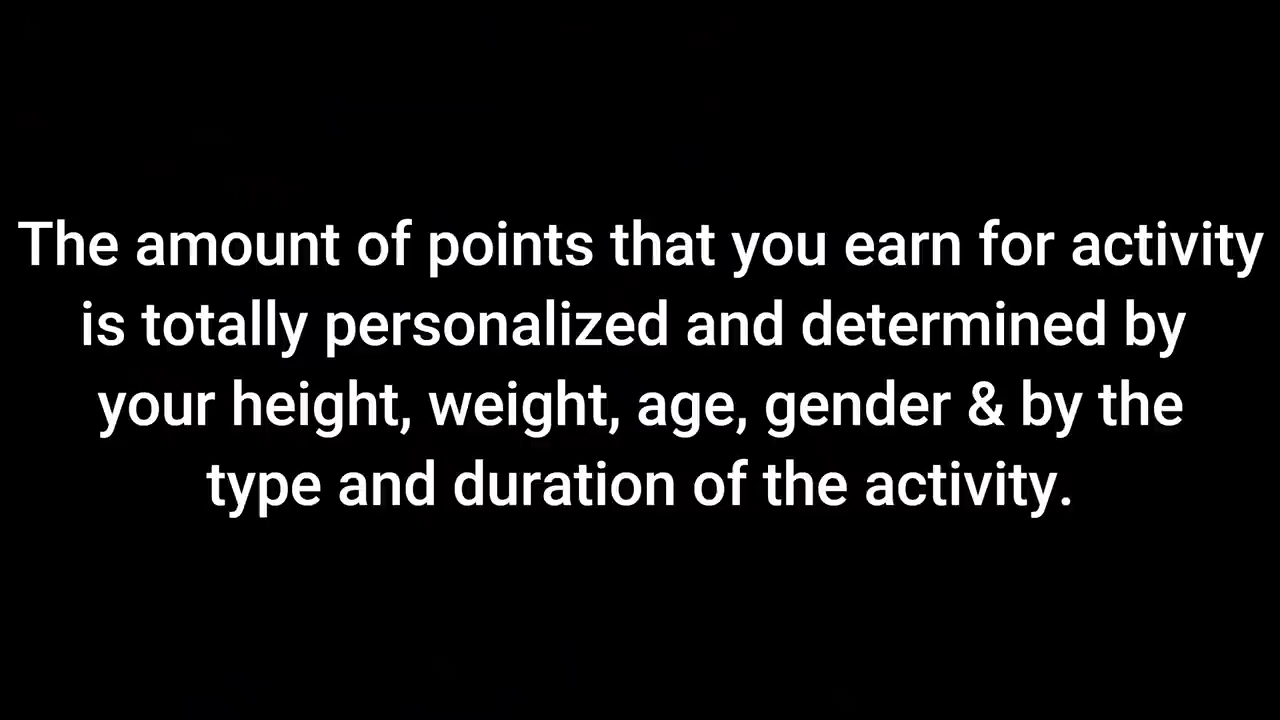 The amount of points that you earn for activity
is totally personalized and determined by
your height, weight, age, gender & by the
type and duration of the activity.